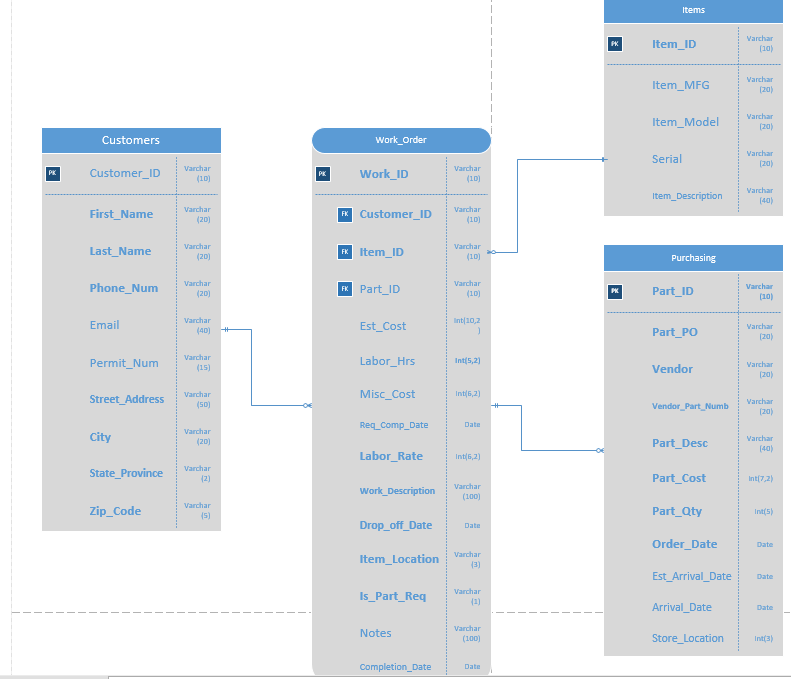 Customers
PK Customer_ID Varchar
(10)
First_Name Varchar
(20)
Last_Name Varchar
(20)
Phone_Num Varchar
(20)
Email Varchar
(40)
Permit_Num Varchar
(15)
Street_Address Varchar
(50)
City Varchar
(20)
State_Province Varchar
(2)
Zip_Code Varchar
(5)
Work_Order
PK Work_ID Varchar
(10)
FK Customer_ID Varchar
(10)
FK Item_ID Varchar
(10)
FK Part_ID Varchar
(10)
Est_Cost Int(10,2
)
Labor_Hrs Int(5,2)
Misc_Cost Int(6,2)
Req_Comp_Date Date
Labor_Rate Int(6,2)
Work_Description Varchar
(100)
Drop_off_Date Date
Item_Location Varchar
(3)
Is_Part_Req Varchar
(1)
Notes Varchar
(100)
Completion_Date Date
Items
PK Item_ID Varchar
(10)
Item_MFG Varchar
(20)
Item_Model Varchar
(20)
Serial Varchar
(20)
Item_Description Varchar
(40)
Purchasing
PK Part_ID Varchar
(10)
Part_PO Varchar
(20)
Vendor Varchar
(20)
Vendor_Part_Numb Varchar
(20)
Part_Desc Varchar
(40)
Part_Cost Int(7,2)
Part_Qty Int(5)
Order_Date Date
Est_Arrival_Date Date
Arrival_Date Date
Store_Location Int(3)